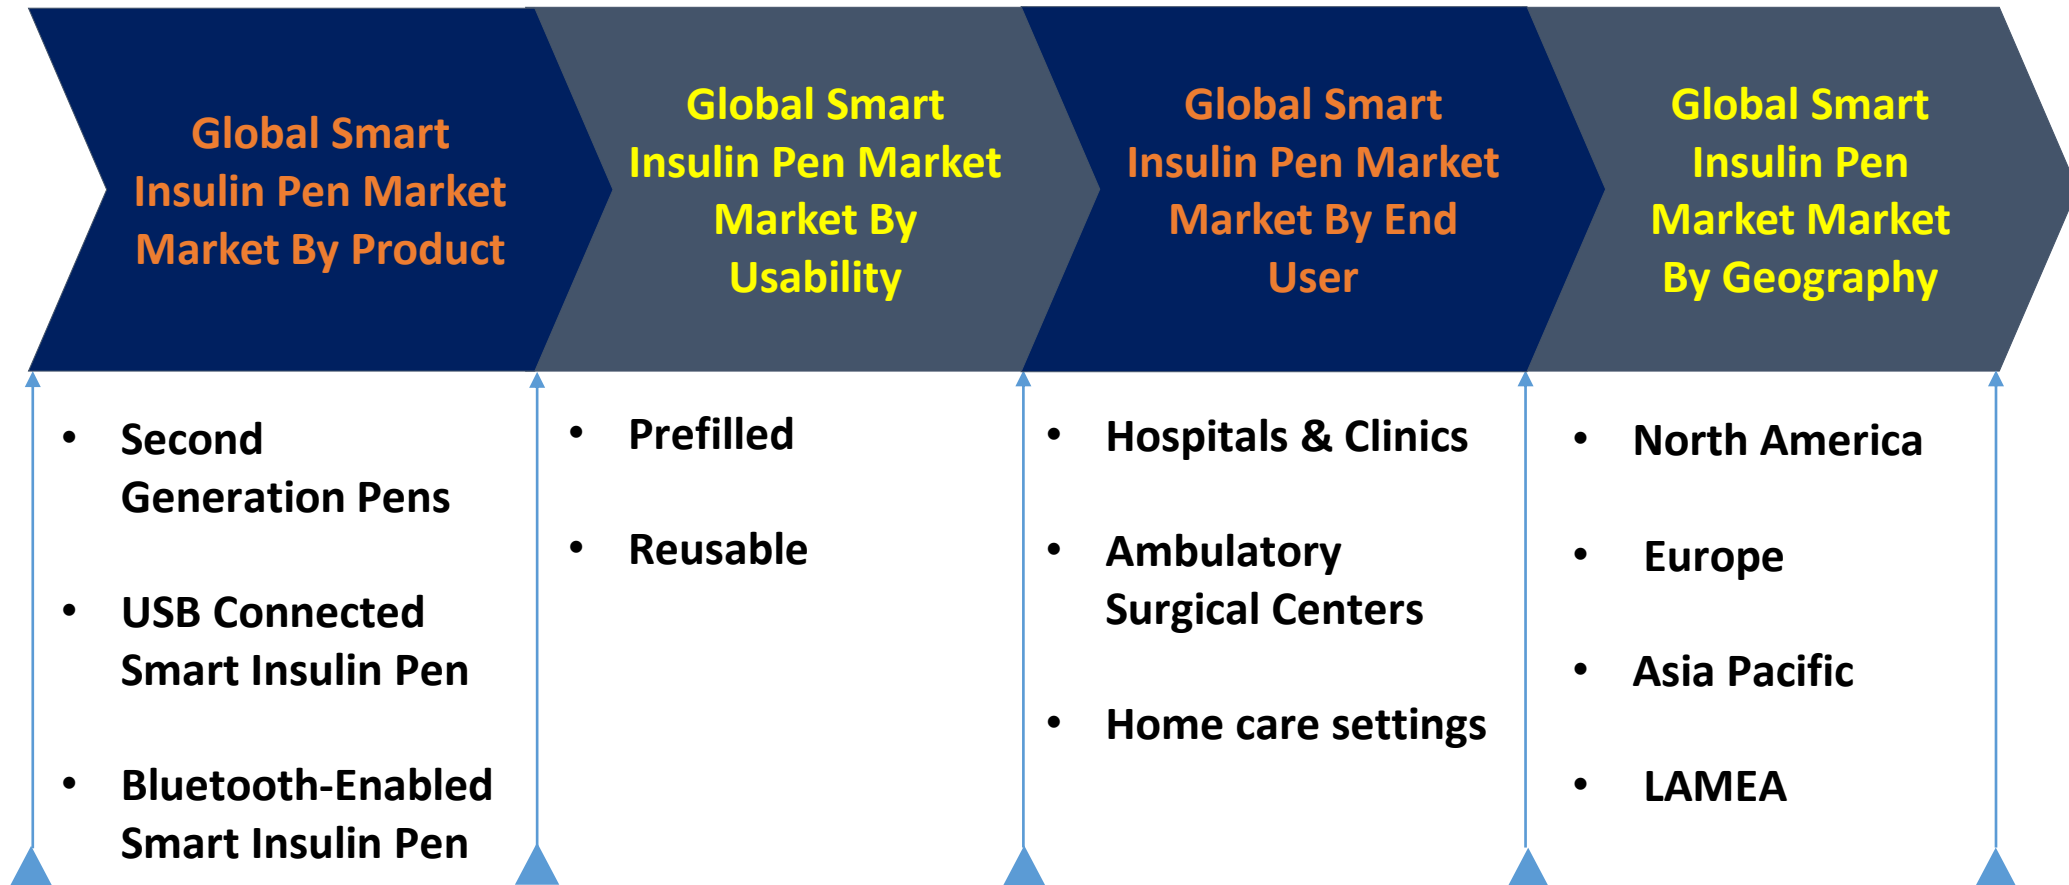 Global Smart
Insulin Pen Market
Market By Product
Global Smart
Insulin Pen Market
Market By
Usability
Global Smart
Insulin Pen Market
Market By End
User
Global Smart
Insulin Pen
Market Market
By Geography
• Second
Generation Pens
• USB Connected
Smart Insulin Pen
• Bluetooth-Enabled
Smart Insulin Pen
• Prefilled
• Reusable
• Hospitals & Clinics
• Ambulatory
Surgical Centers
• Home care settings
• North America
• Europe
• Asia Pacific
• LAMEA